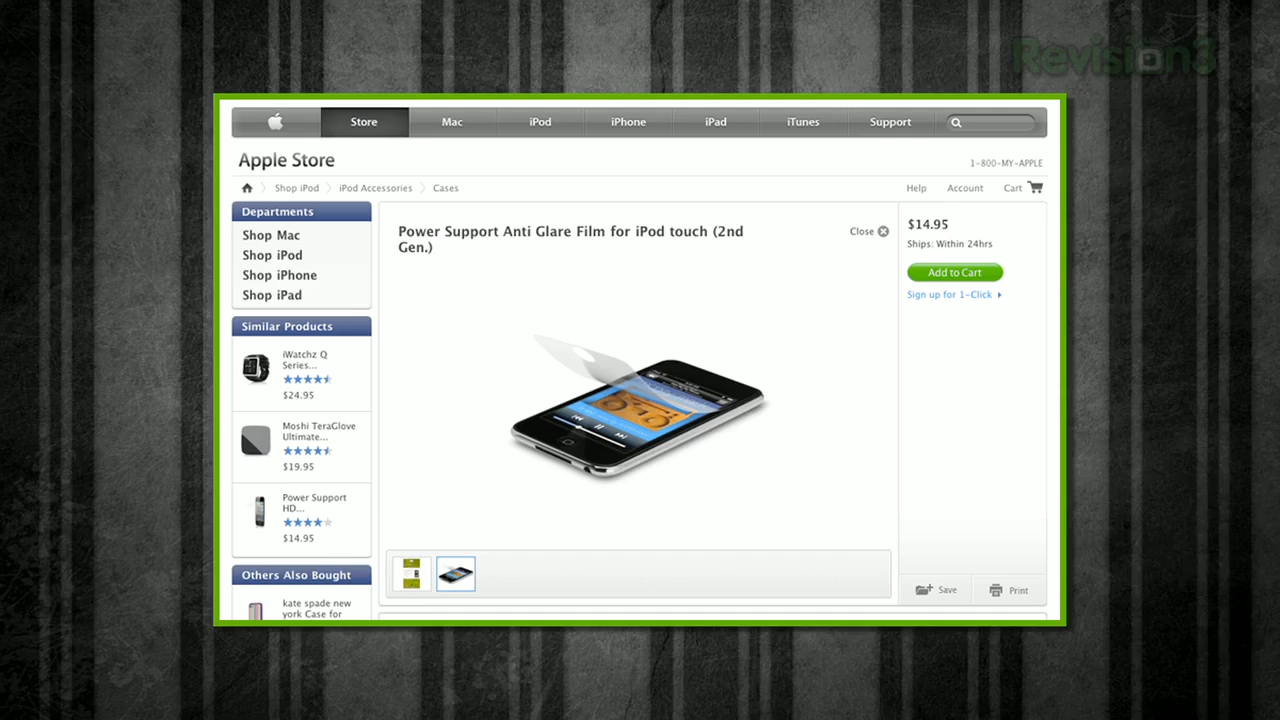 Revision3
Store Mac iPod iPhone iPad iTunes Support
Apple Store
1-800-MY-APPLE
Shop iPod iPod Accessories Cases
Help Account Cart
Departments
Shop Mac
Shop iPod
Shop iPhone
Shop iPad
Similar Products
iWatchz Q
Series...
$24.95
Moshi TeraGlove
Ultimate...
$19.95
Power Support
HD...
$14.95
Others Also Bought
kate spade new
york Case for
Power Support Anti Glare Film for iPod touch (2nd
Gen.)
Close
$14.95
Ships: Within 24hrs
Add to Cart
Sign up for 1-Click
Save Print